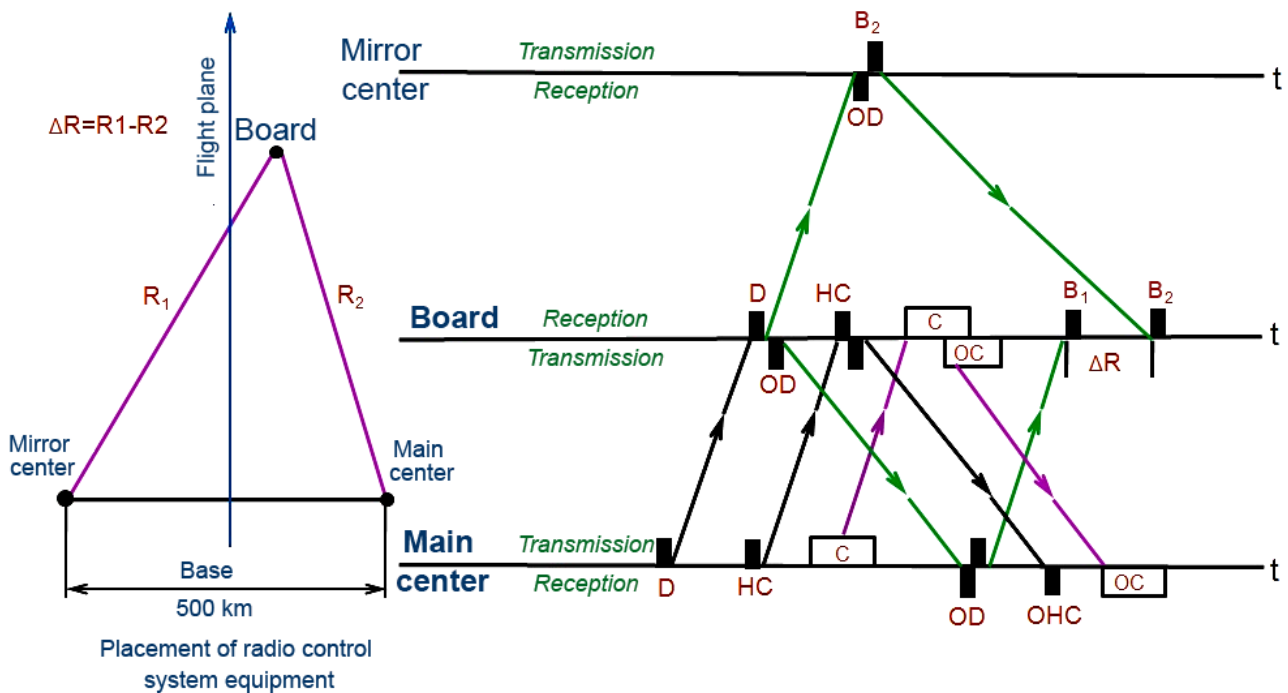 ΔR=R1-R2
Flight plane
Board
R₁
R₂
Mirror
center
Main
center
Base
500 km
Placement of radio control
system equipment
Mirror
center
Transmission
Reception
B₂
OD
t
Board
Reception
Transmission
D
HC
C
B₁
B₂
OD
OC
ΔR
t
Main
center
Transmission
Reception
D
HC
C
OD
OHC
OC
t